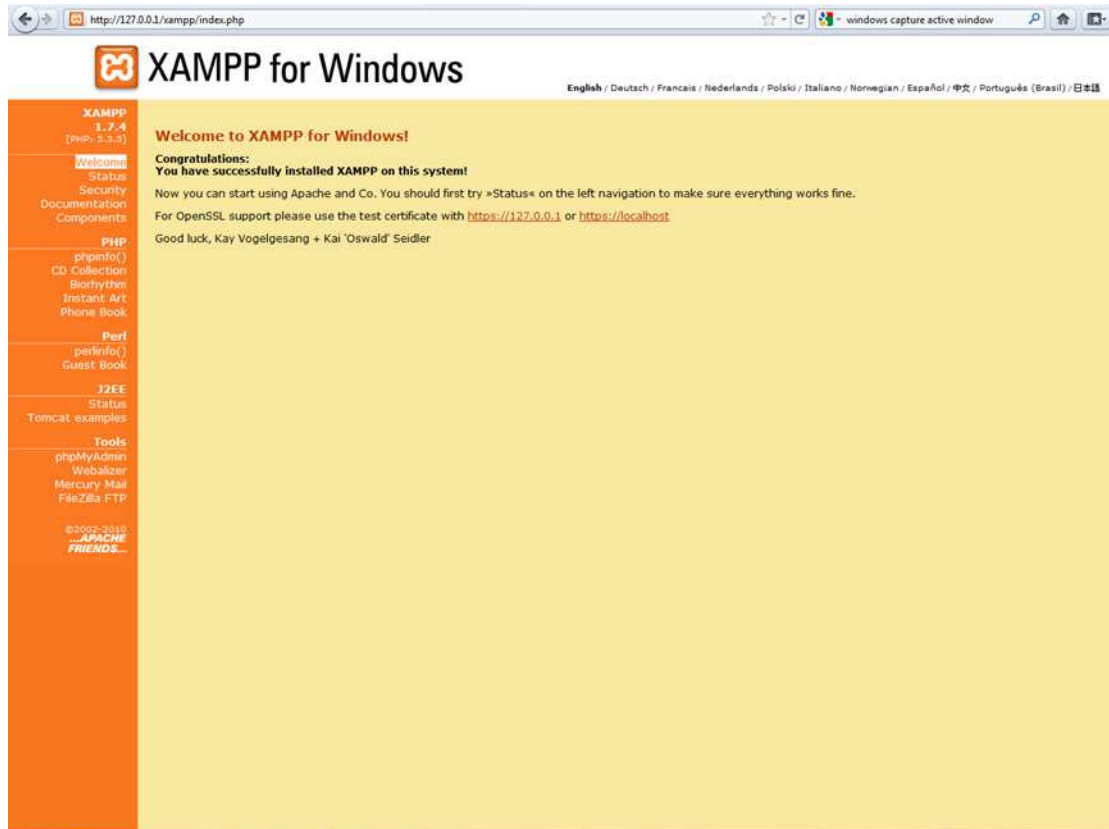 http://127.0.0.1/xampp/index.php
windows capture active window
XAMPP for Windows
English / Deutsch / Francais / Nederlands / Polski / Italiano / Norwegian / Español / 中文 / Português (Brasil) / 日本語
XAMPP
1.7.4
[PHP: 5.3.5]
Welcome
Status
Security
Documentation
Components
PHP
phpinfo()
CD Collection
Biorhythm
Instant Art
Phone Book
Perl
perlinfo()
Guest Book
J2EE
Status
Tomcat examples
Tools
phpMyAdmin
Webalizer
Mercury Mail
FileZilla FTP
©2002-2010
...APACHE
FRIENDS...
Welcome to XAMPP for Windows!
Congratulations:
You have successfully installed XAMPP on this system!
Now you can start using Apache and Co. You should first try »Status« on the left navigation to make sure everything works fine.
For OpenSSL support please use the test certificate with https://127.0.0.1 or https://localhost
Good luck, Kay Vogelgesang + Kai 'Oswald' Seidler